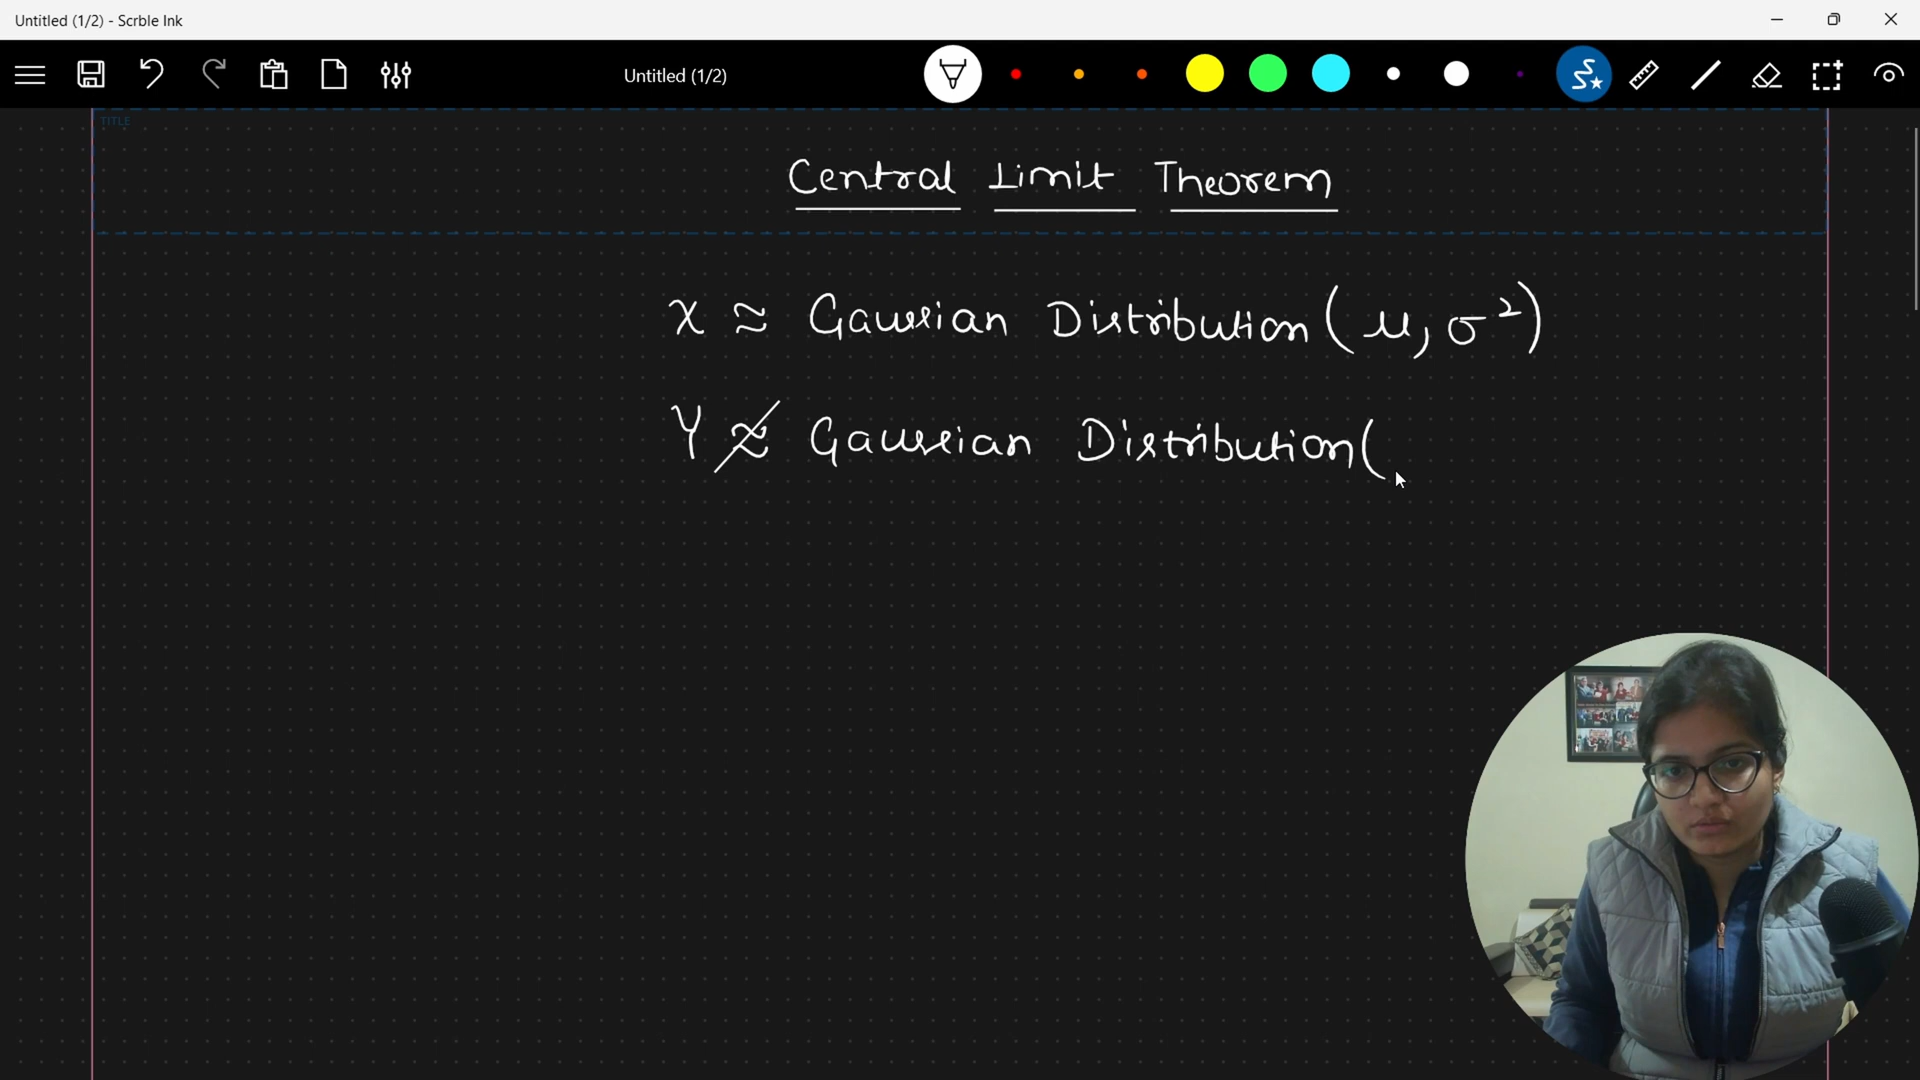 Untitled (1/2) - Scrble Ink
Untitled (1/2)
TITLE
Central Limit Theorem
X ≈ Gaussian Distribution (μ, σ²)
Y ≉ Gaussian Distribution (